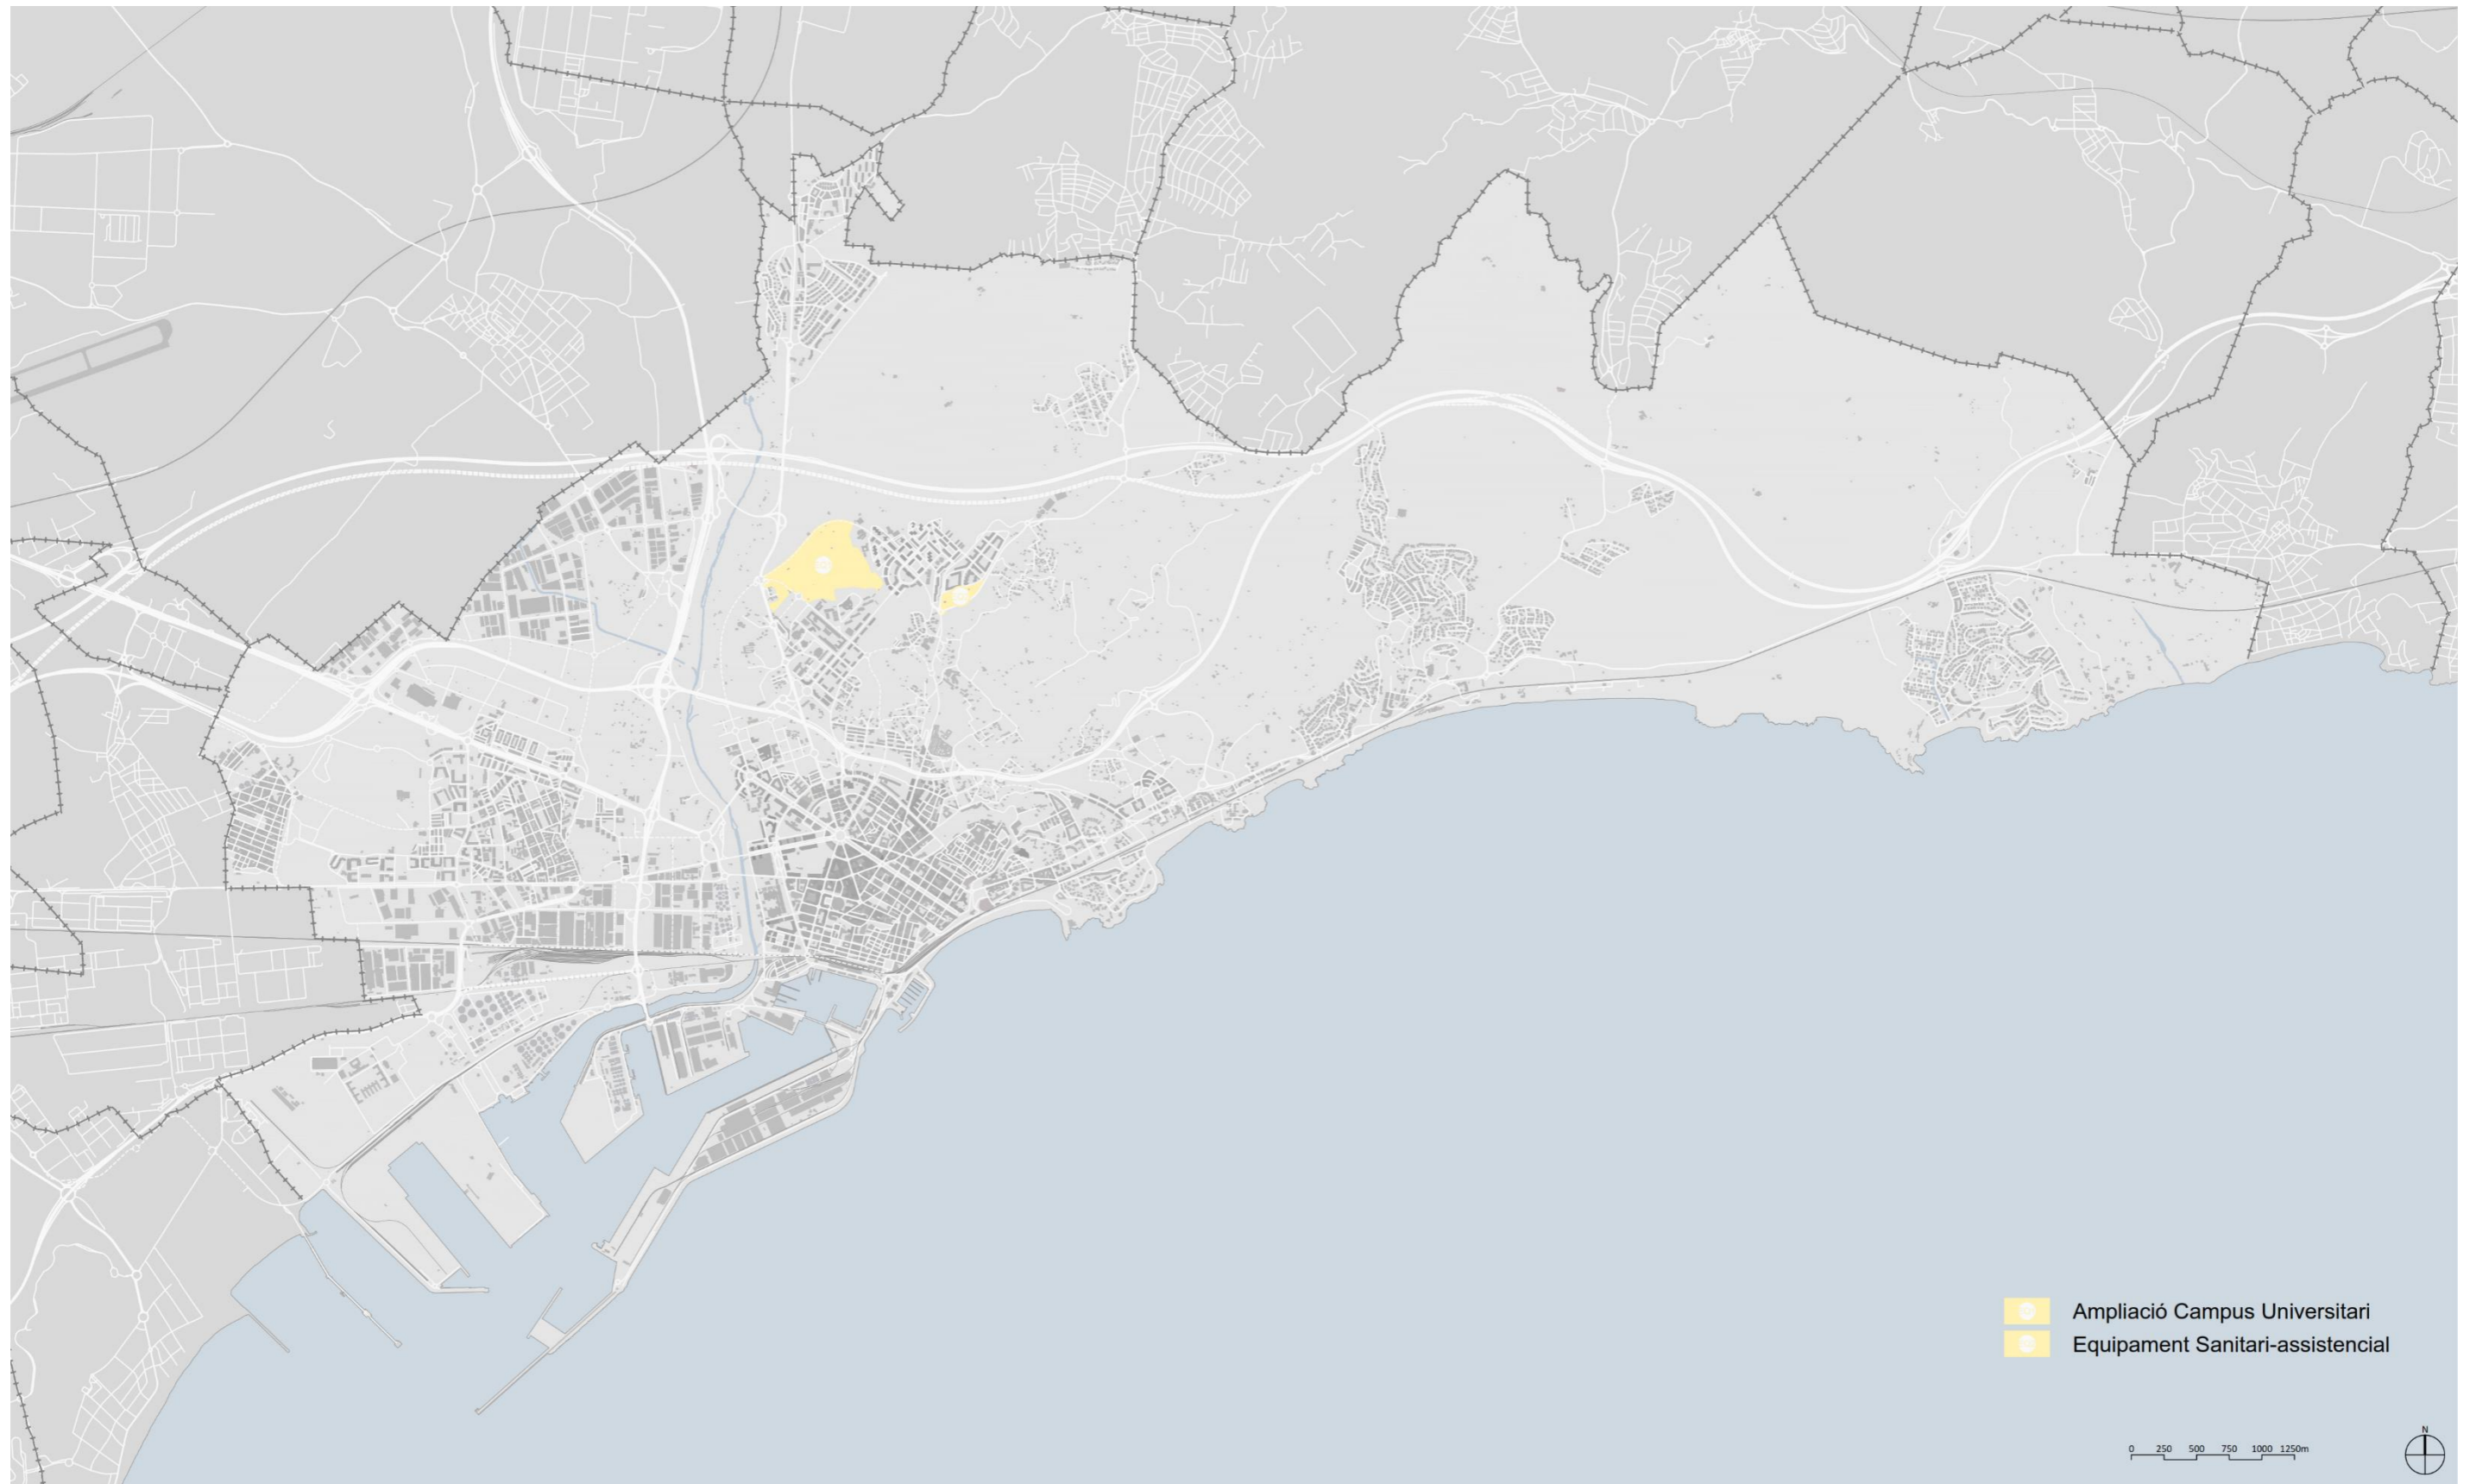 Ampliació Campus Universitari
Equipament Sanitari-assistencial
N
0 250 500 750 1000 1250m